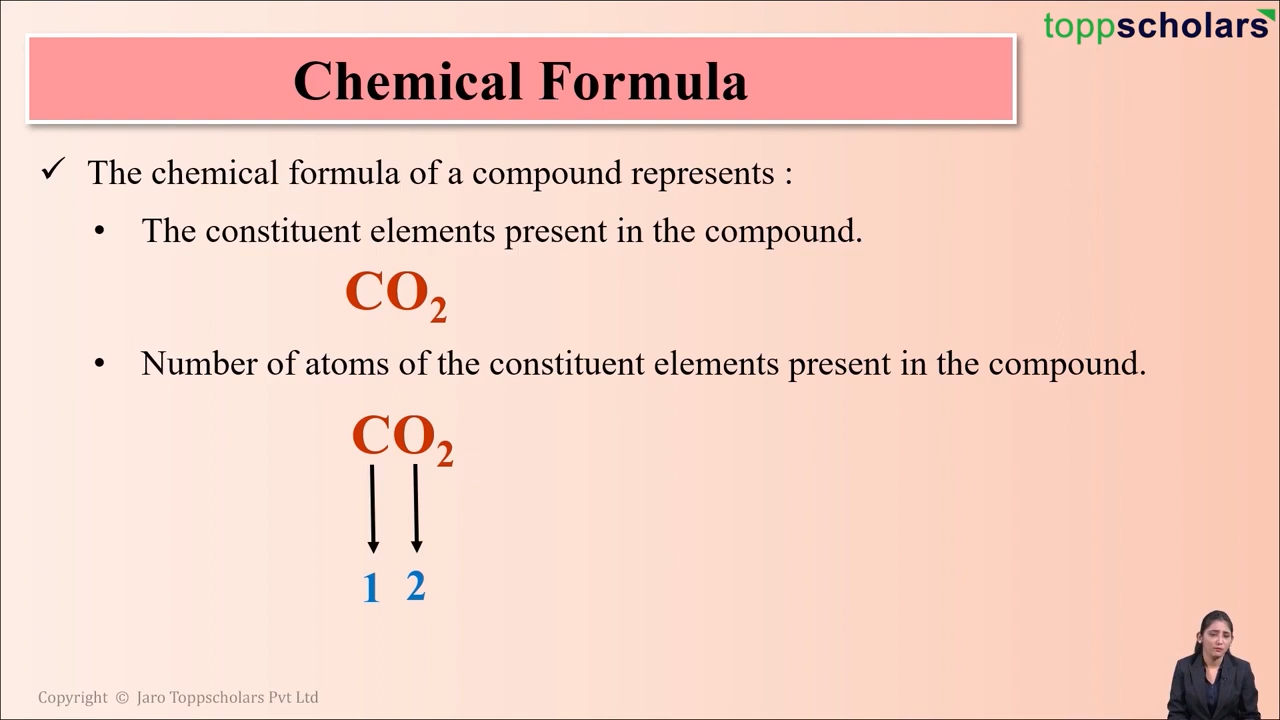 toppscholars
Chemical Formula
✓ The chemical formula of a compound represents :
• The constituent elements present in the compound.
CO₂
• Number of atoms of the constituent elements present in the compound.
CO₂
1 2
Copyright © Jaro Toppscholars Pvt Ltd